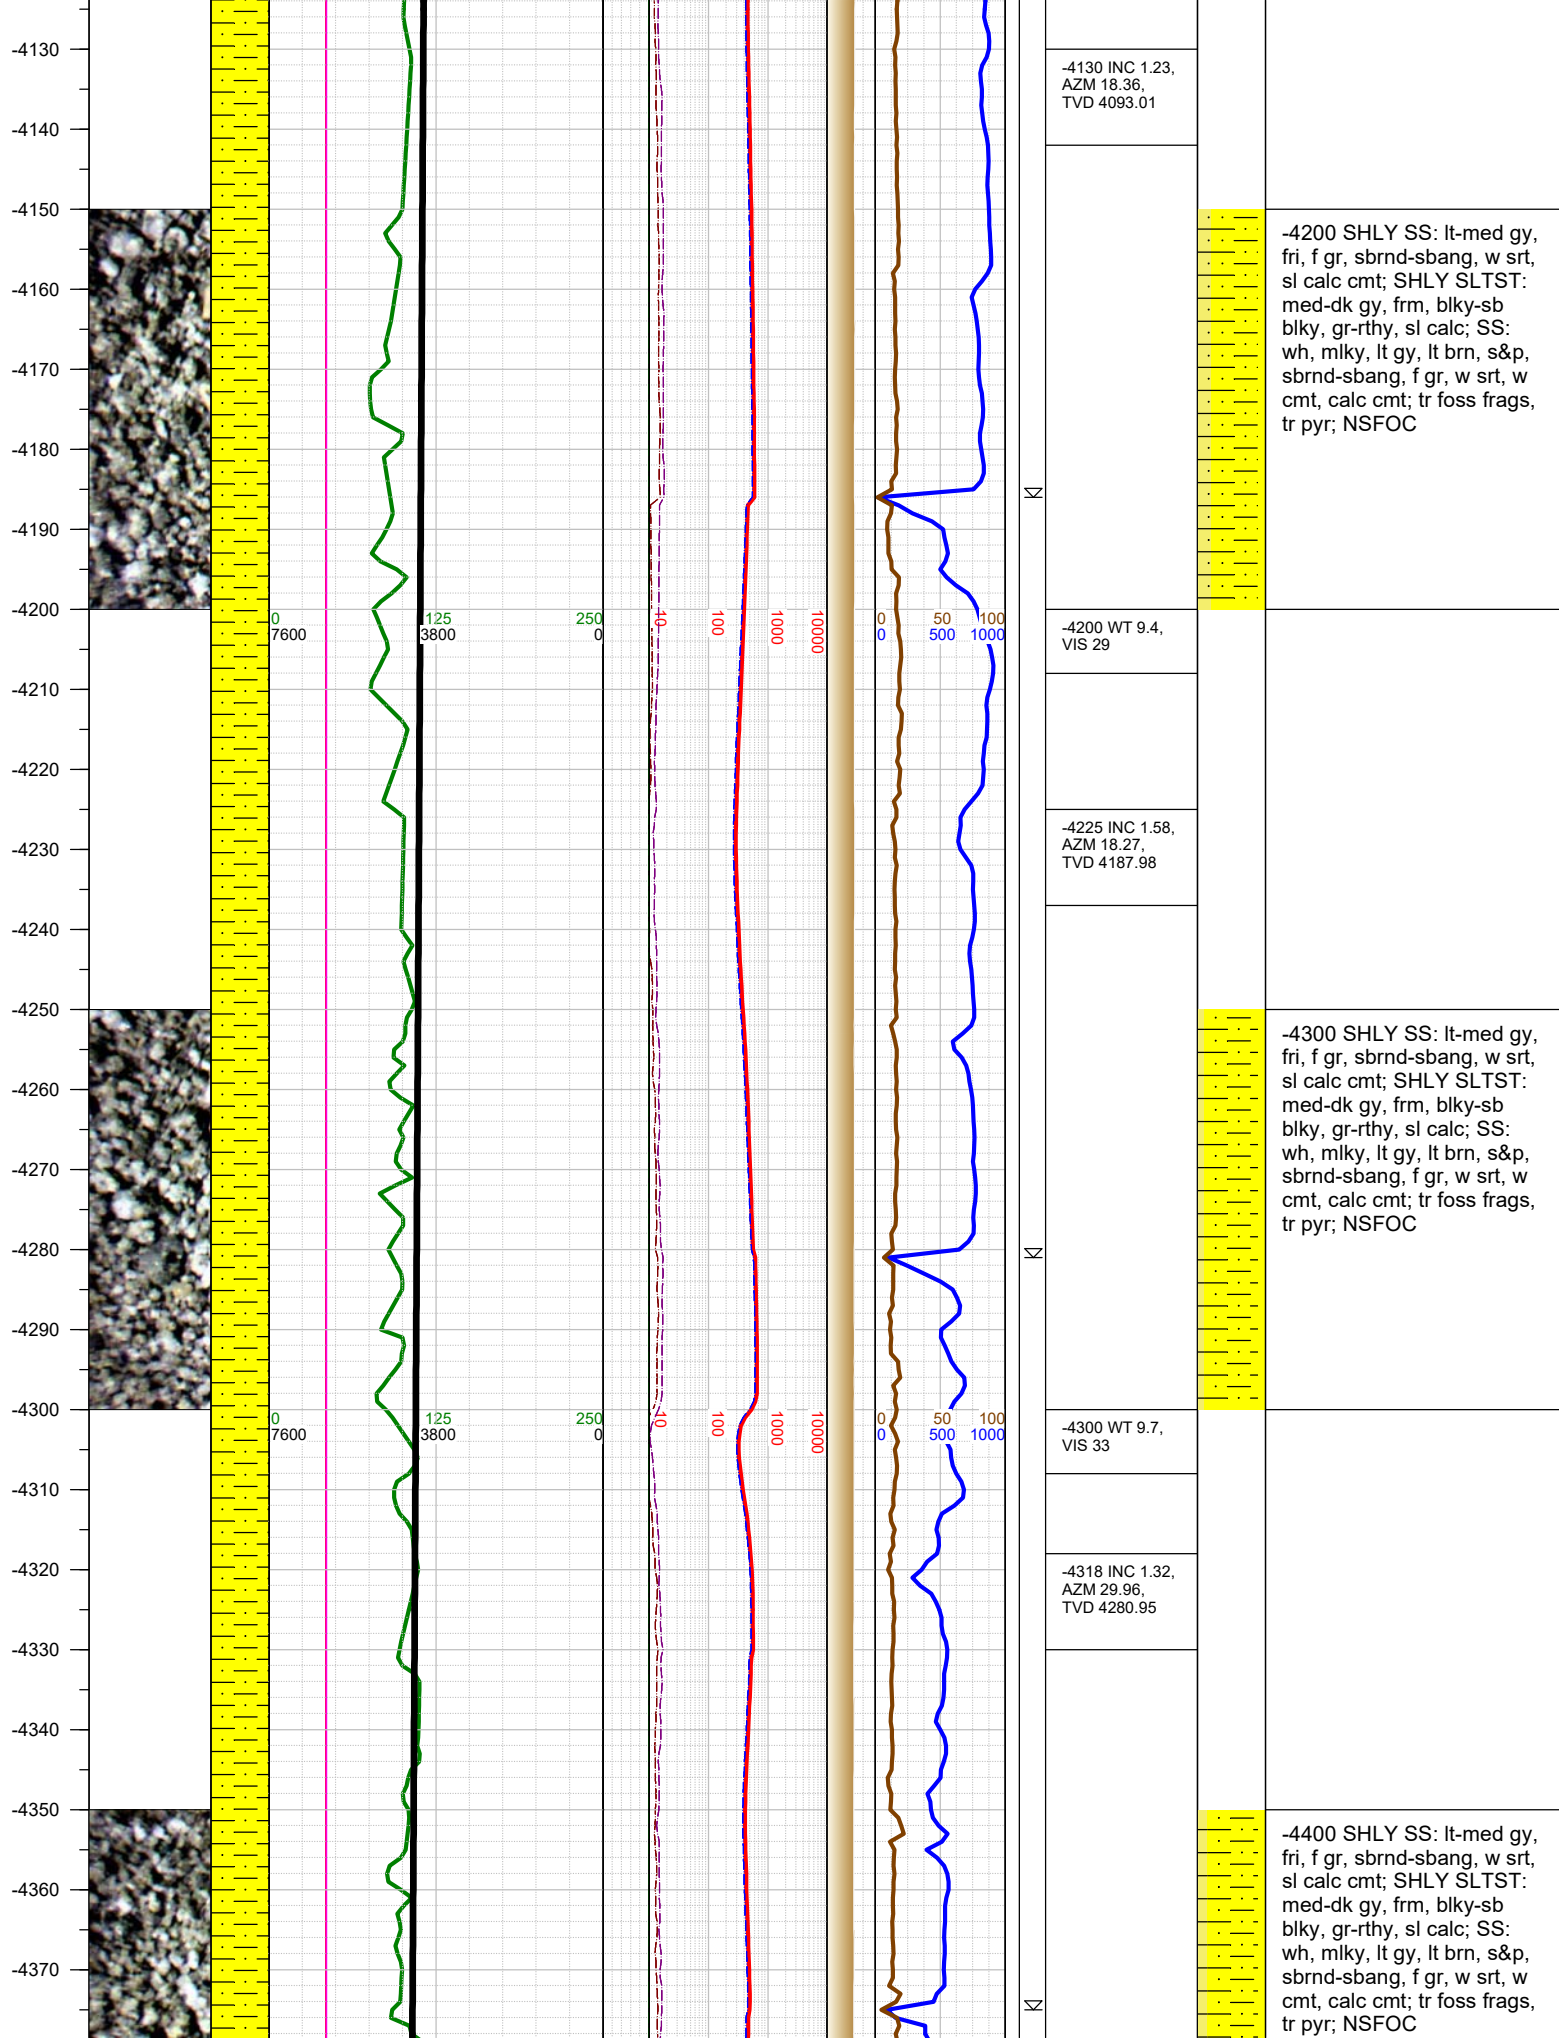 -4130
-4130 INC 1.23,
AZM 18.36,
TVD 4093.01
-4140
-4150
-4200 SHLY SS: lt-med gy,
fri, f gr, sbrnd-sbang, w srt,
sl calc cmt; SHLY SLTST:
med-dk gy, frm, blky-sb
blky, gr-rthy, sl calc; SS:
wh, mlky, lt gy, lt brn, s&p,
sbrnd-sbang, f gr, w srt, w
cmt, calc cmt; tr foss frags,
tr pyr; NSFOC
-4160
-4170
-4180
-4190
-4200
0 125 250
7600 3800 0
10 100 1000 10000
0 50 100
0 500 1000
-4200 WT 9.4,
VIS 29
-4210
-4220
-4225 INC 1.58,
AZM 18.27,
TVD 4187.98
-4230
-4240
-4250
-4300 SHLY SS: lt-med gy,
fri, f gr, sbrnd-sbang, w srt,
sl calc cmt; SHLY SLTST:
med-dk gy, frm, blky-sb
blky, gr-rthy, sl calc; SS:
wh, mlky, lt gy, lt brn, s&p,
sbrnd-sbang, f gr, w srt, w
cmt, calc cmt; tr foss frags,
tr pyr; NSFOC
-4260
-4270
-4280
-4290
-4300
0 125 250
7600 3800 0
10 100 1000 10000
0 50 100
0 500 1000
-4300 WT 9.7,
VIS 33
-4310
-4320
-4318 INC 1.32,
AZM 29.96,
TVD 4280.95
-4330
-4340
-4350
-4400 SHLY SS: lt-med gy,
fri, f gr, sbrnd-sbang, w srt,
sl calc cmt; SHLY SLTST:
med-dk gy, frm, blky-sb
blky, gr-rthy, sl calc; SS:
wh, mlky, lt gy, lt brn, s&p,
sbrnd-sbang, f gr, w srt, w
cmt, calc cmt; tr foss frags,
tr pyr; NSFOC
-4360
-4370